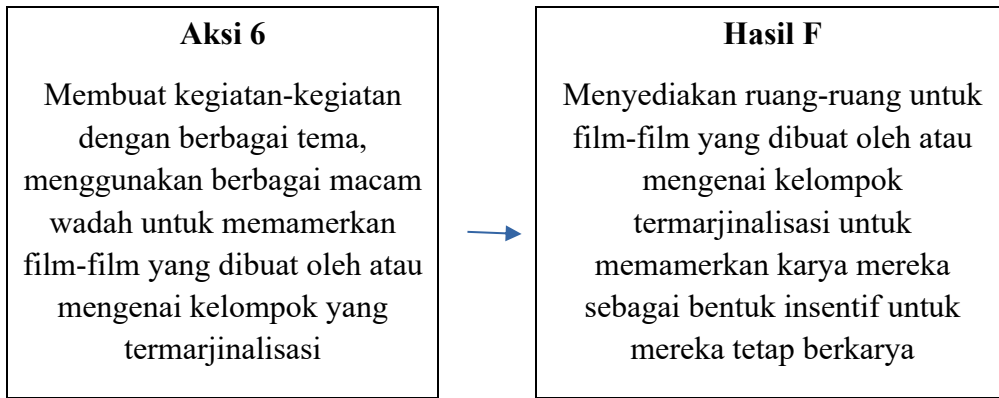 Aksi 6
Membuat kegiatan-kegiatan
dengan berbagai tema,
menggunakan berbagai macam
wadah untuk memamerkan
film-film yang dibuat oleh atau
mengenai kelompok yang
termarjinalisasi
Hasil F
Menyediakan ruang-ruang untuk
film-film yang dibuat oleh atau
mengenai kelompok
termarjinalisasi untuk
memamerkan karya mereka
sebagai bentuk insentif untuk
mereka tetap berkarya